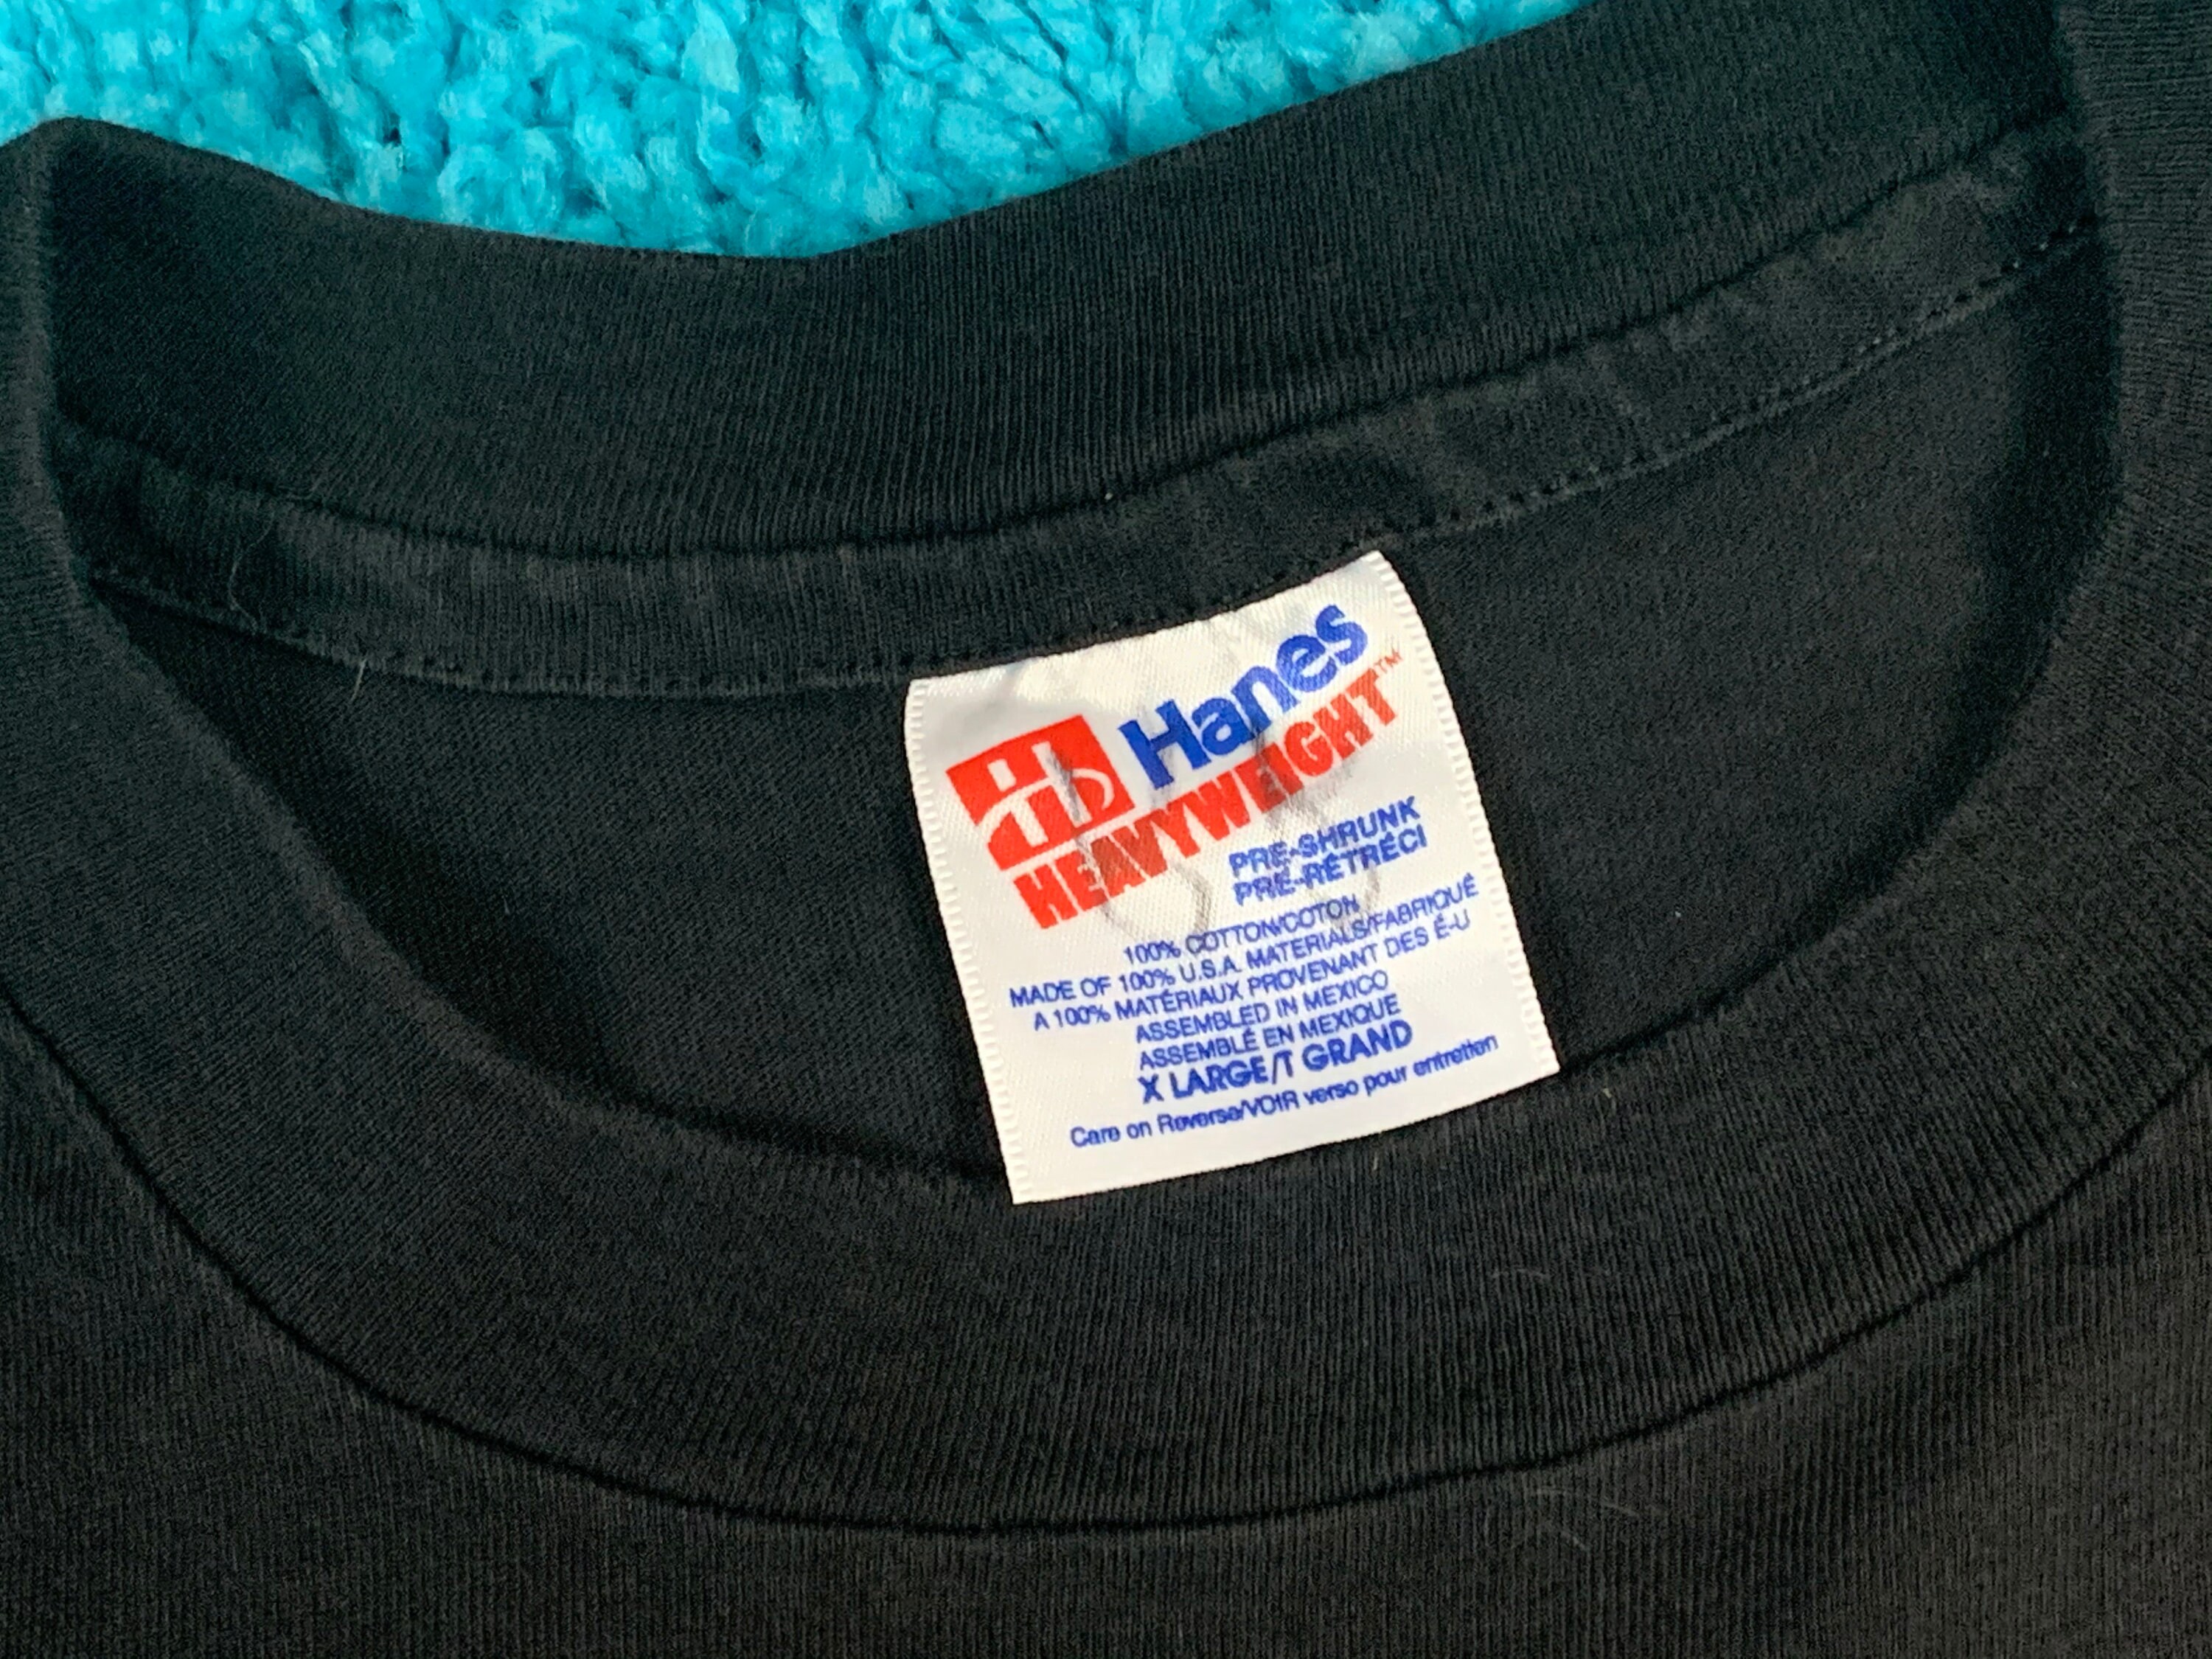 Hanes
HEAVYWEIGHT™
PRE-SHRUNK
PRÉ-RÉTRÉCI
100% COTTON/COTON
MADE OF 100% U.S.A. MATERIALS/FABRIQUÉ
A 100% MATÉRIAUX PROVENANT DES É-U
ASSEMBLED IN MEXICO
ASSEMBLÉ EN MEXIQUE
X LARGE/T GRAND
Care on Reverse/VOIR verso pour entretien